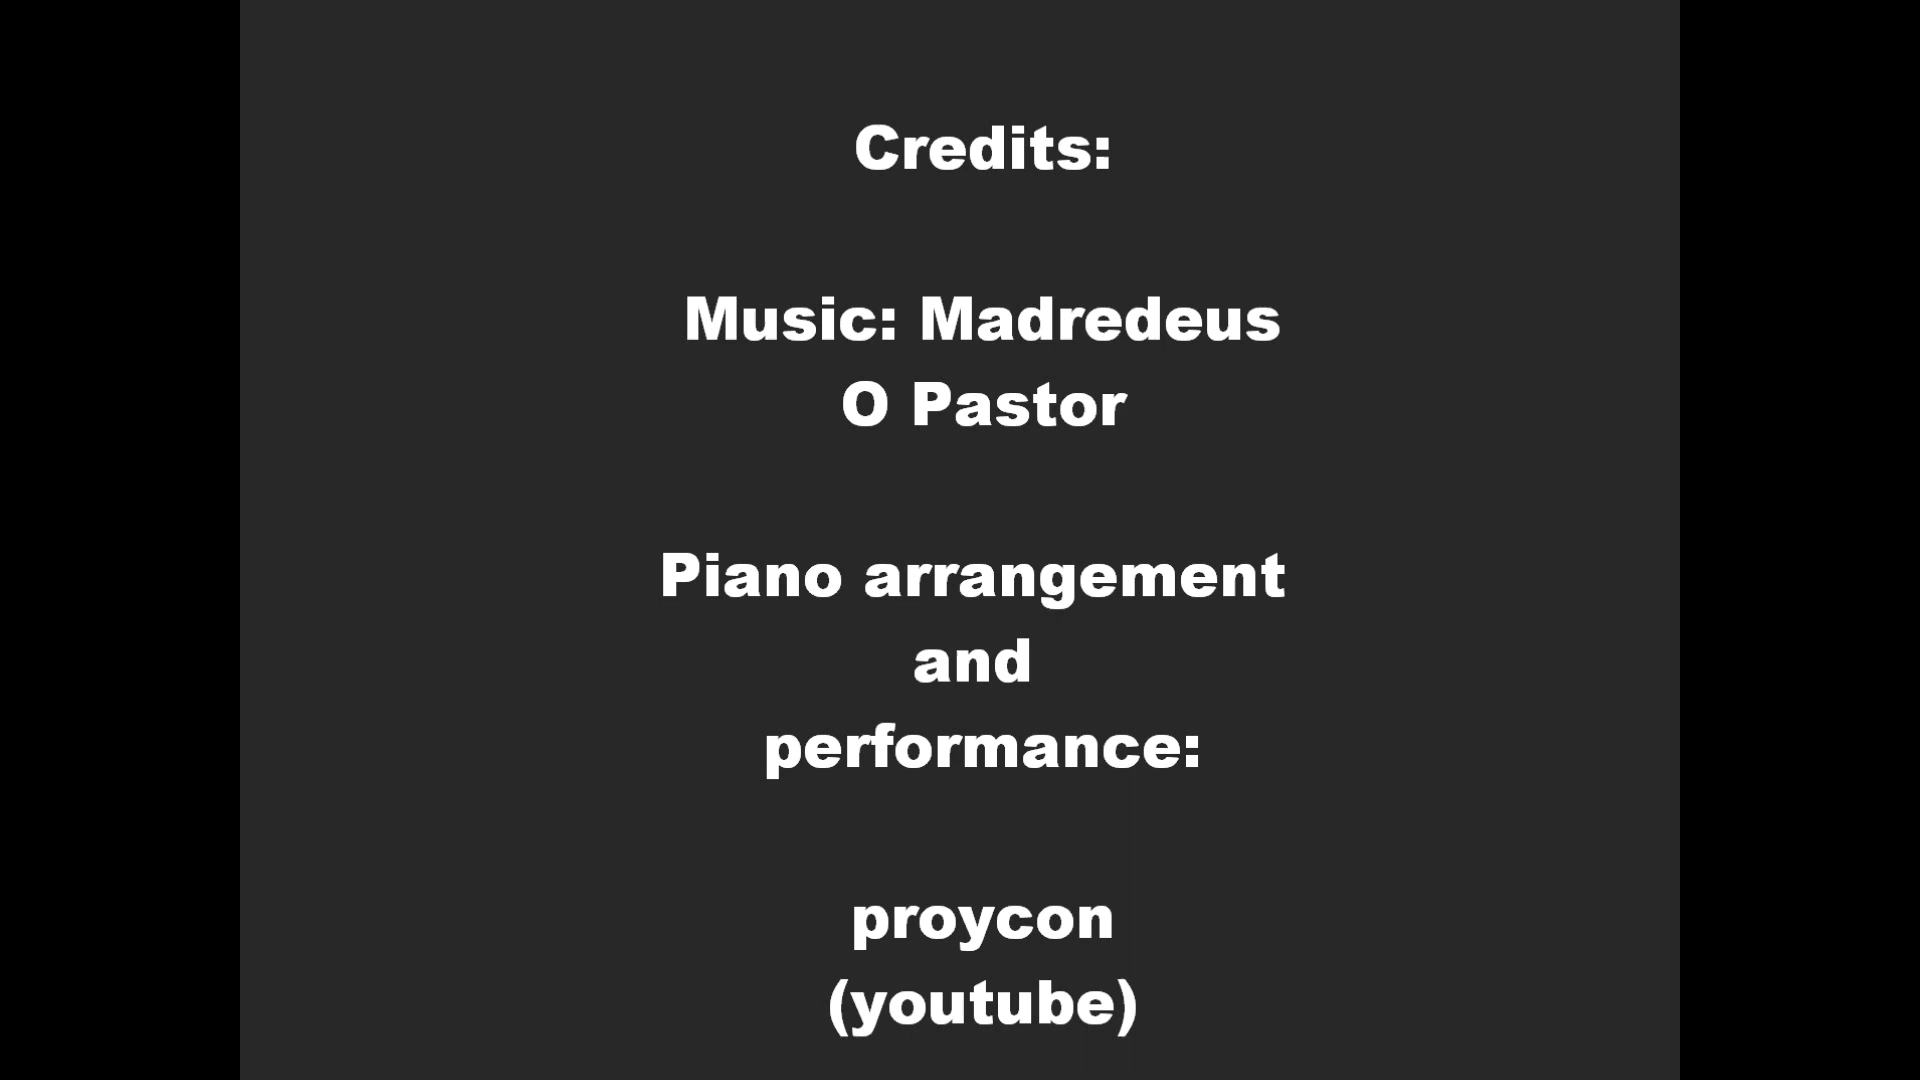 Credits:
Music: Madredeus
O Pastor
Piano arrangement
and
performance:
proycon
(youtube)